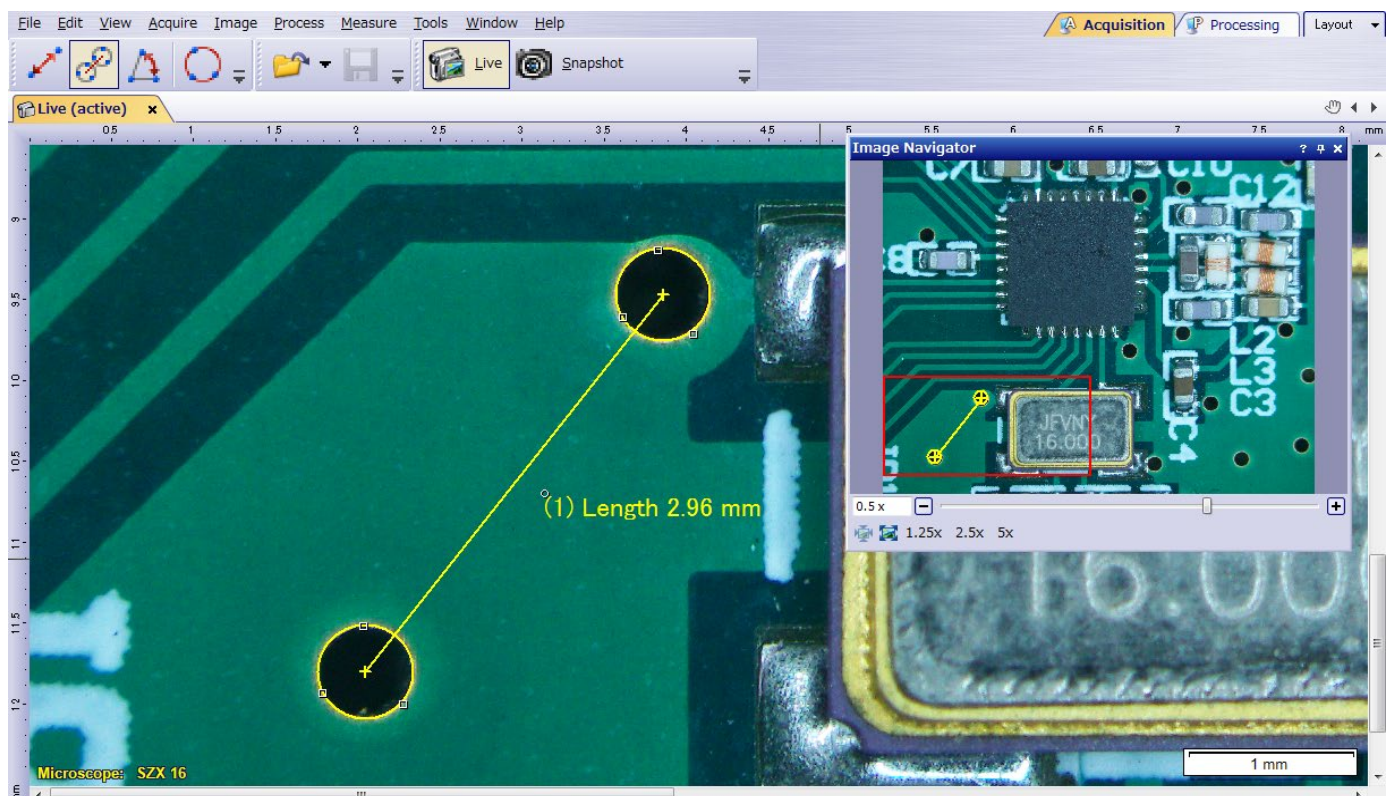 File Edit View Acquire Image Process Measure Tools Window Help
Acquisition Processing Layout
Live Snapshot
Live (active)
0.5 1 1.5 2 2.5 3 3.5 4 4.5 5 5.5 6 6.5 7 7.5 8 mm
Image Navigator
C10
C12
C8
9
9.5
10
10.5
11
11.5
12
L2
L3
C3
C4
JFVNY
16.000
0.5 x
1.25x 2.5x 5x
(1) Length 2.96 mm
16.00
Microscope: SZX 16
1 mm